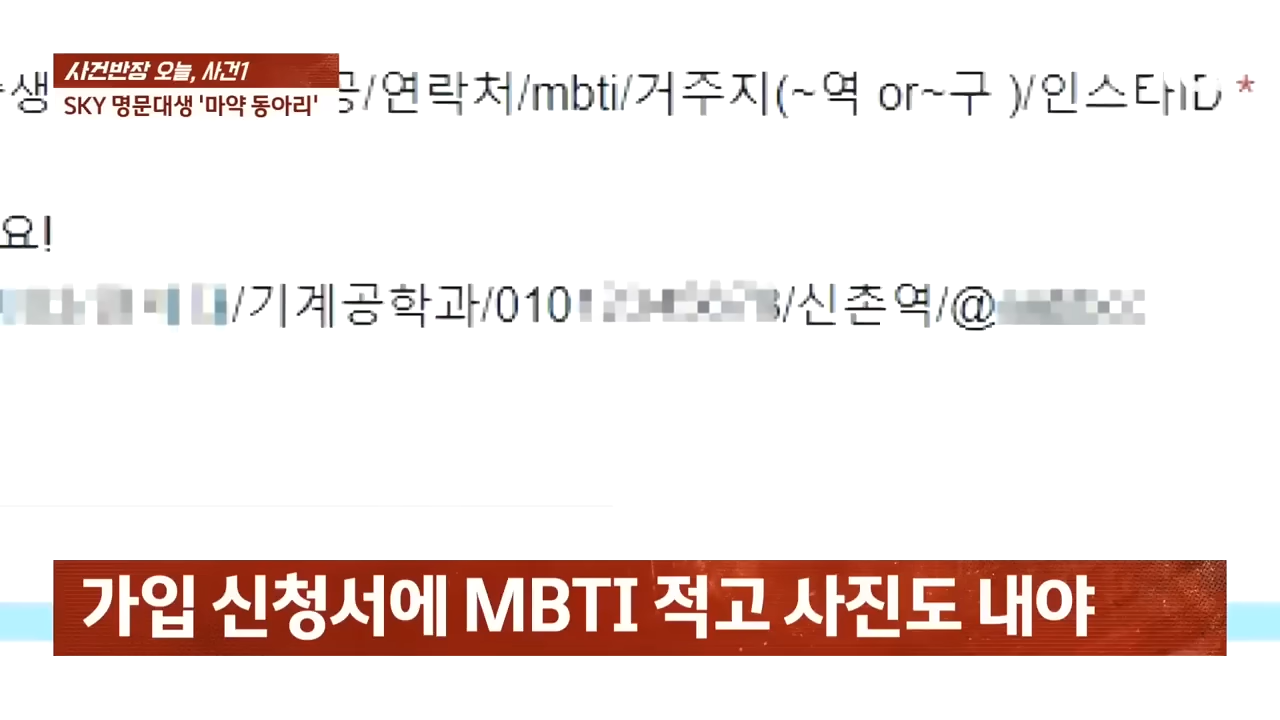 사건반장 오늘, 사건1
SKY 명문대생 '마약 동아리'
생 공/연락처/mbti/거주지(~역 or~구 )/인스타ID *
요!
/기계공학과/010 /신촌역/@
가입 신청서에 MBTI 적고 사진도 내야